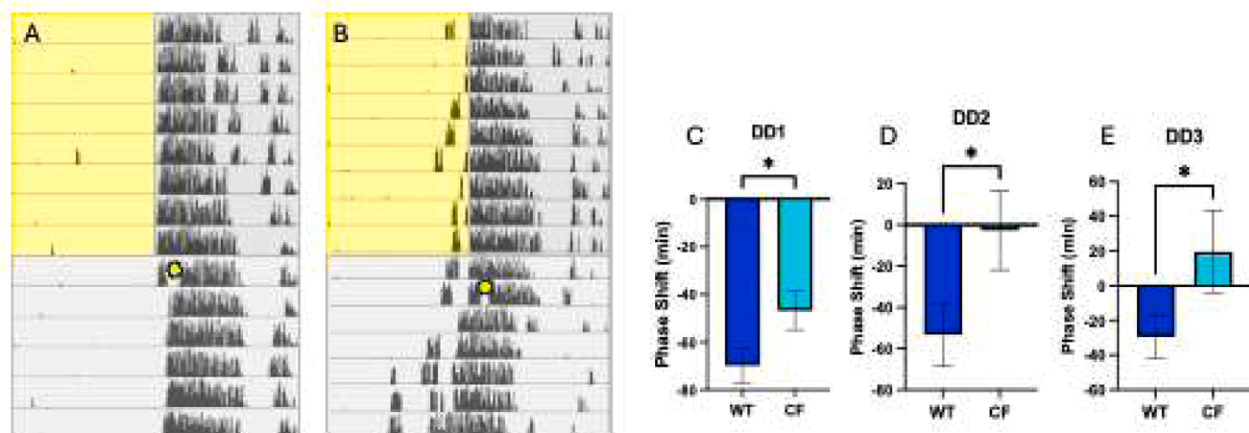 A
B
C
DD1
*
Phase Shift (min)
0
-20
-40
-60
-80
WT
CF
D
DD2
*
Phase Shift (min)
20
0
-20
-40
-60
-80
WT
CF
E
DD3
*
Phase Shift (min)
60
40
20
0
-20
-40
-60
WT
CF